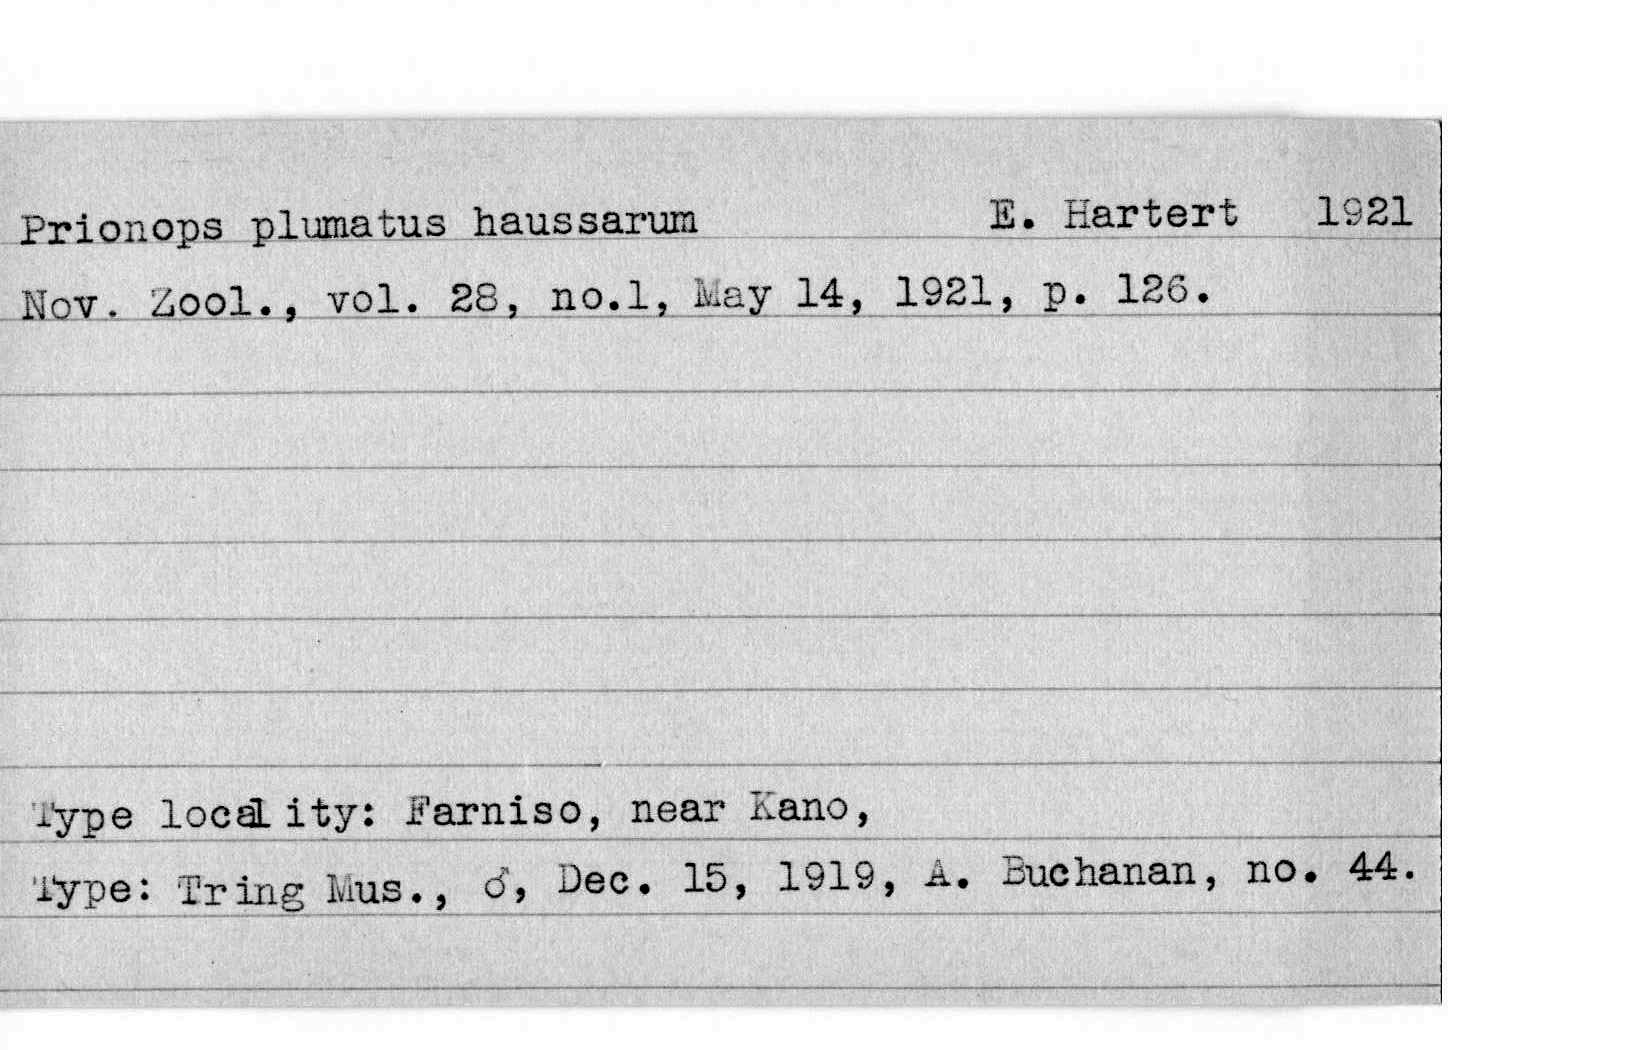 Prionops plumatus haussarum E. Hartert 1921
Nov. Zool., vol. 28, no.1, May 14, 1921, p. 126.
Type locality: Farniso, near Kano,
Type: Tring Mus., ♂, Dec. 15, 1919, A. Buchanan, no. 44.